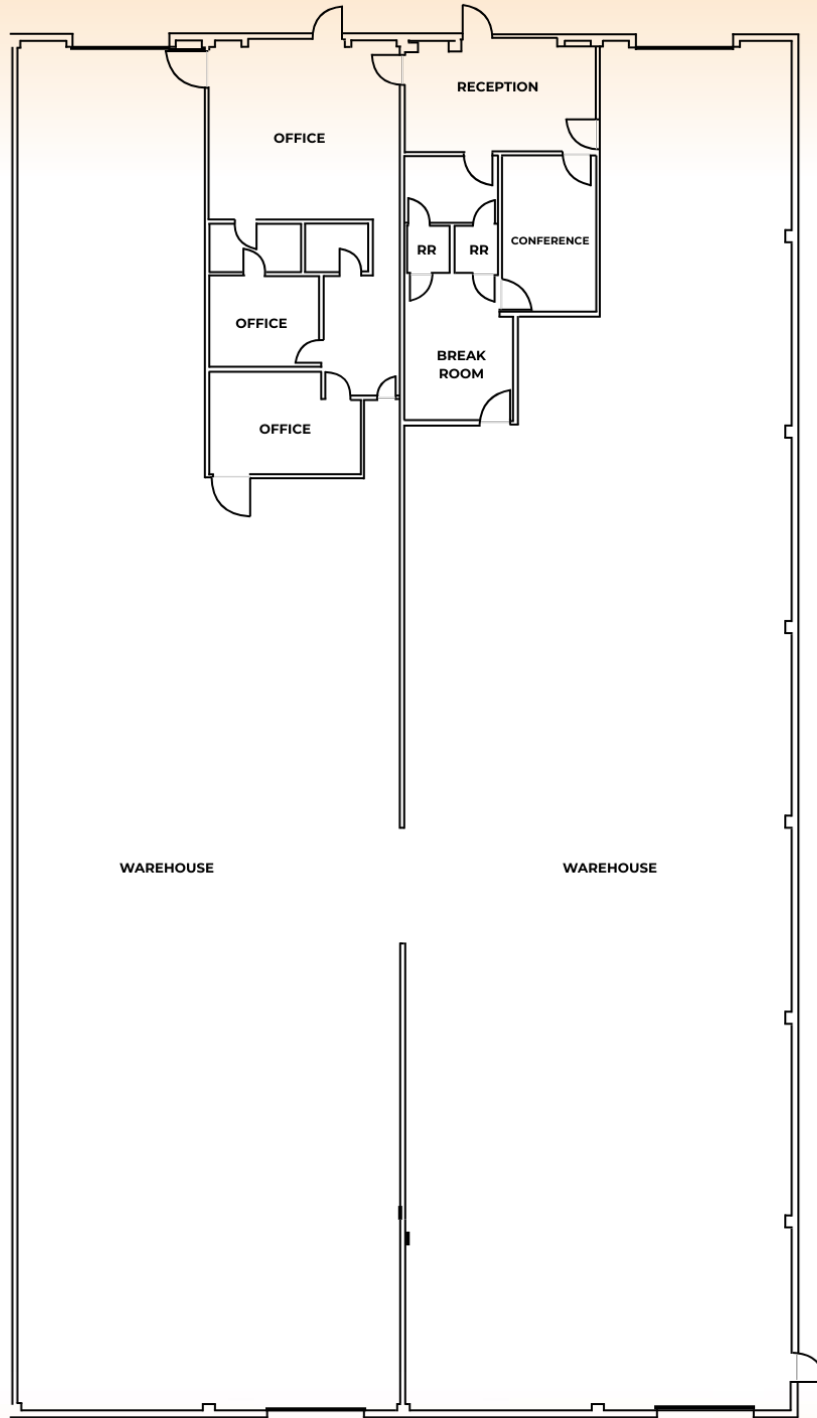 RECEPTION
OFFICE
CONFERENCE
RR
RR
OFFICE
BREAK
ROOM
OFFICE
WAREHOUSE
WAREHOUSE